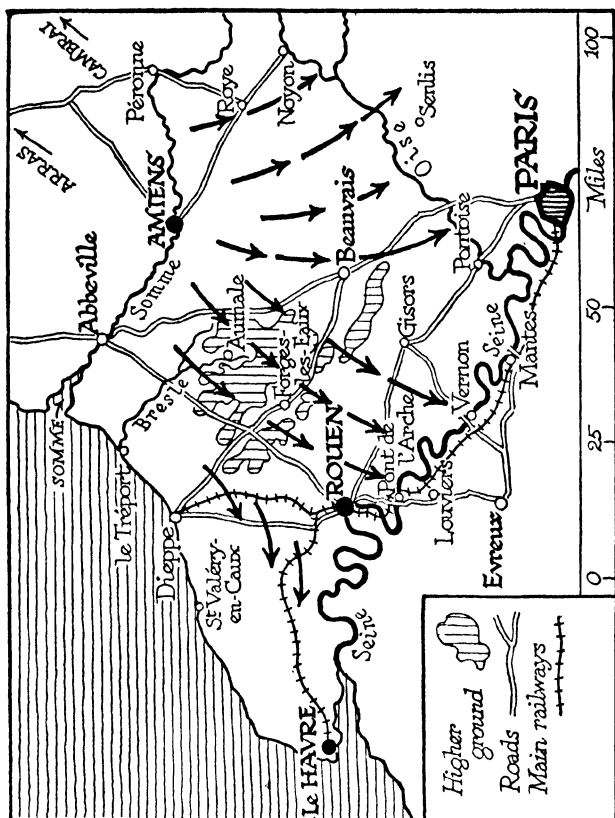 CAMBRAI
ARRAS
Péronne
Roye
Noyon
AMIENS
Abbeville
Somme
SOMME
Oise
Senlis
Beauvais
Aumale
Bresle
le Tréport
Forges-
les-Eaux
Dieppe
St Valéry-
en-Caux
ROUEN
Gisors
Pontoise
PARIS
Pont de
l'Arche
Vernon
Seine
Mantes
Louviers
Evreux
Seine
Le HAVRE
0
25
50
Miles
100
Higher
ground
Roads
Main railways